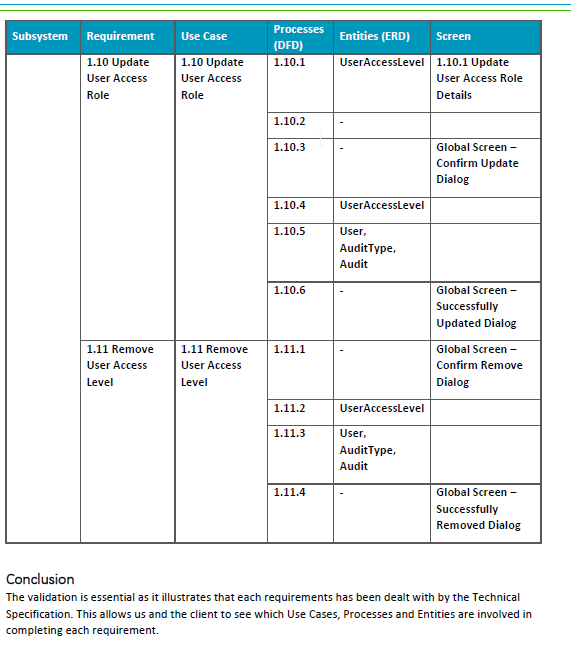 Subsystem Requirement Use Case Processes (DFD) Entities (ERD) Screen
1.10 Update User Access Role
1.10 Update User Access Role
1.10.1
UserAccessLevel
1.10.1 Update User Access Role Details
1.10.2
-
1.10.3
-
Global Screen – Confirm Update Dialog
1.10.4
UserAccessLevel
1.10.5
User, AuditType, Audit
1.10.6
-
Global Screen – Successfully Updated Dialog
1.11 Remove User Access Level
1.11 Remove User Access Level
1.11.1
-
Global Screen – Confirm Remove Dialog
1.11.2
UserAccessLevel
1.11.3
User, AuditType, Audit
1.11.4
-
Global Screen – Successfully Removed Dialog
Conclusion
The validation is essential as it illustrates that each requirements has been dealt with by the Technical
Specification. This allows us and the client to see which Use Cases, Processes and Entities are involved in
completing each requirement.